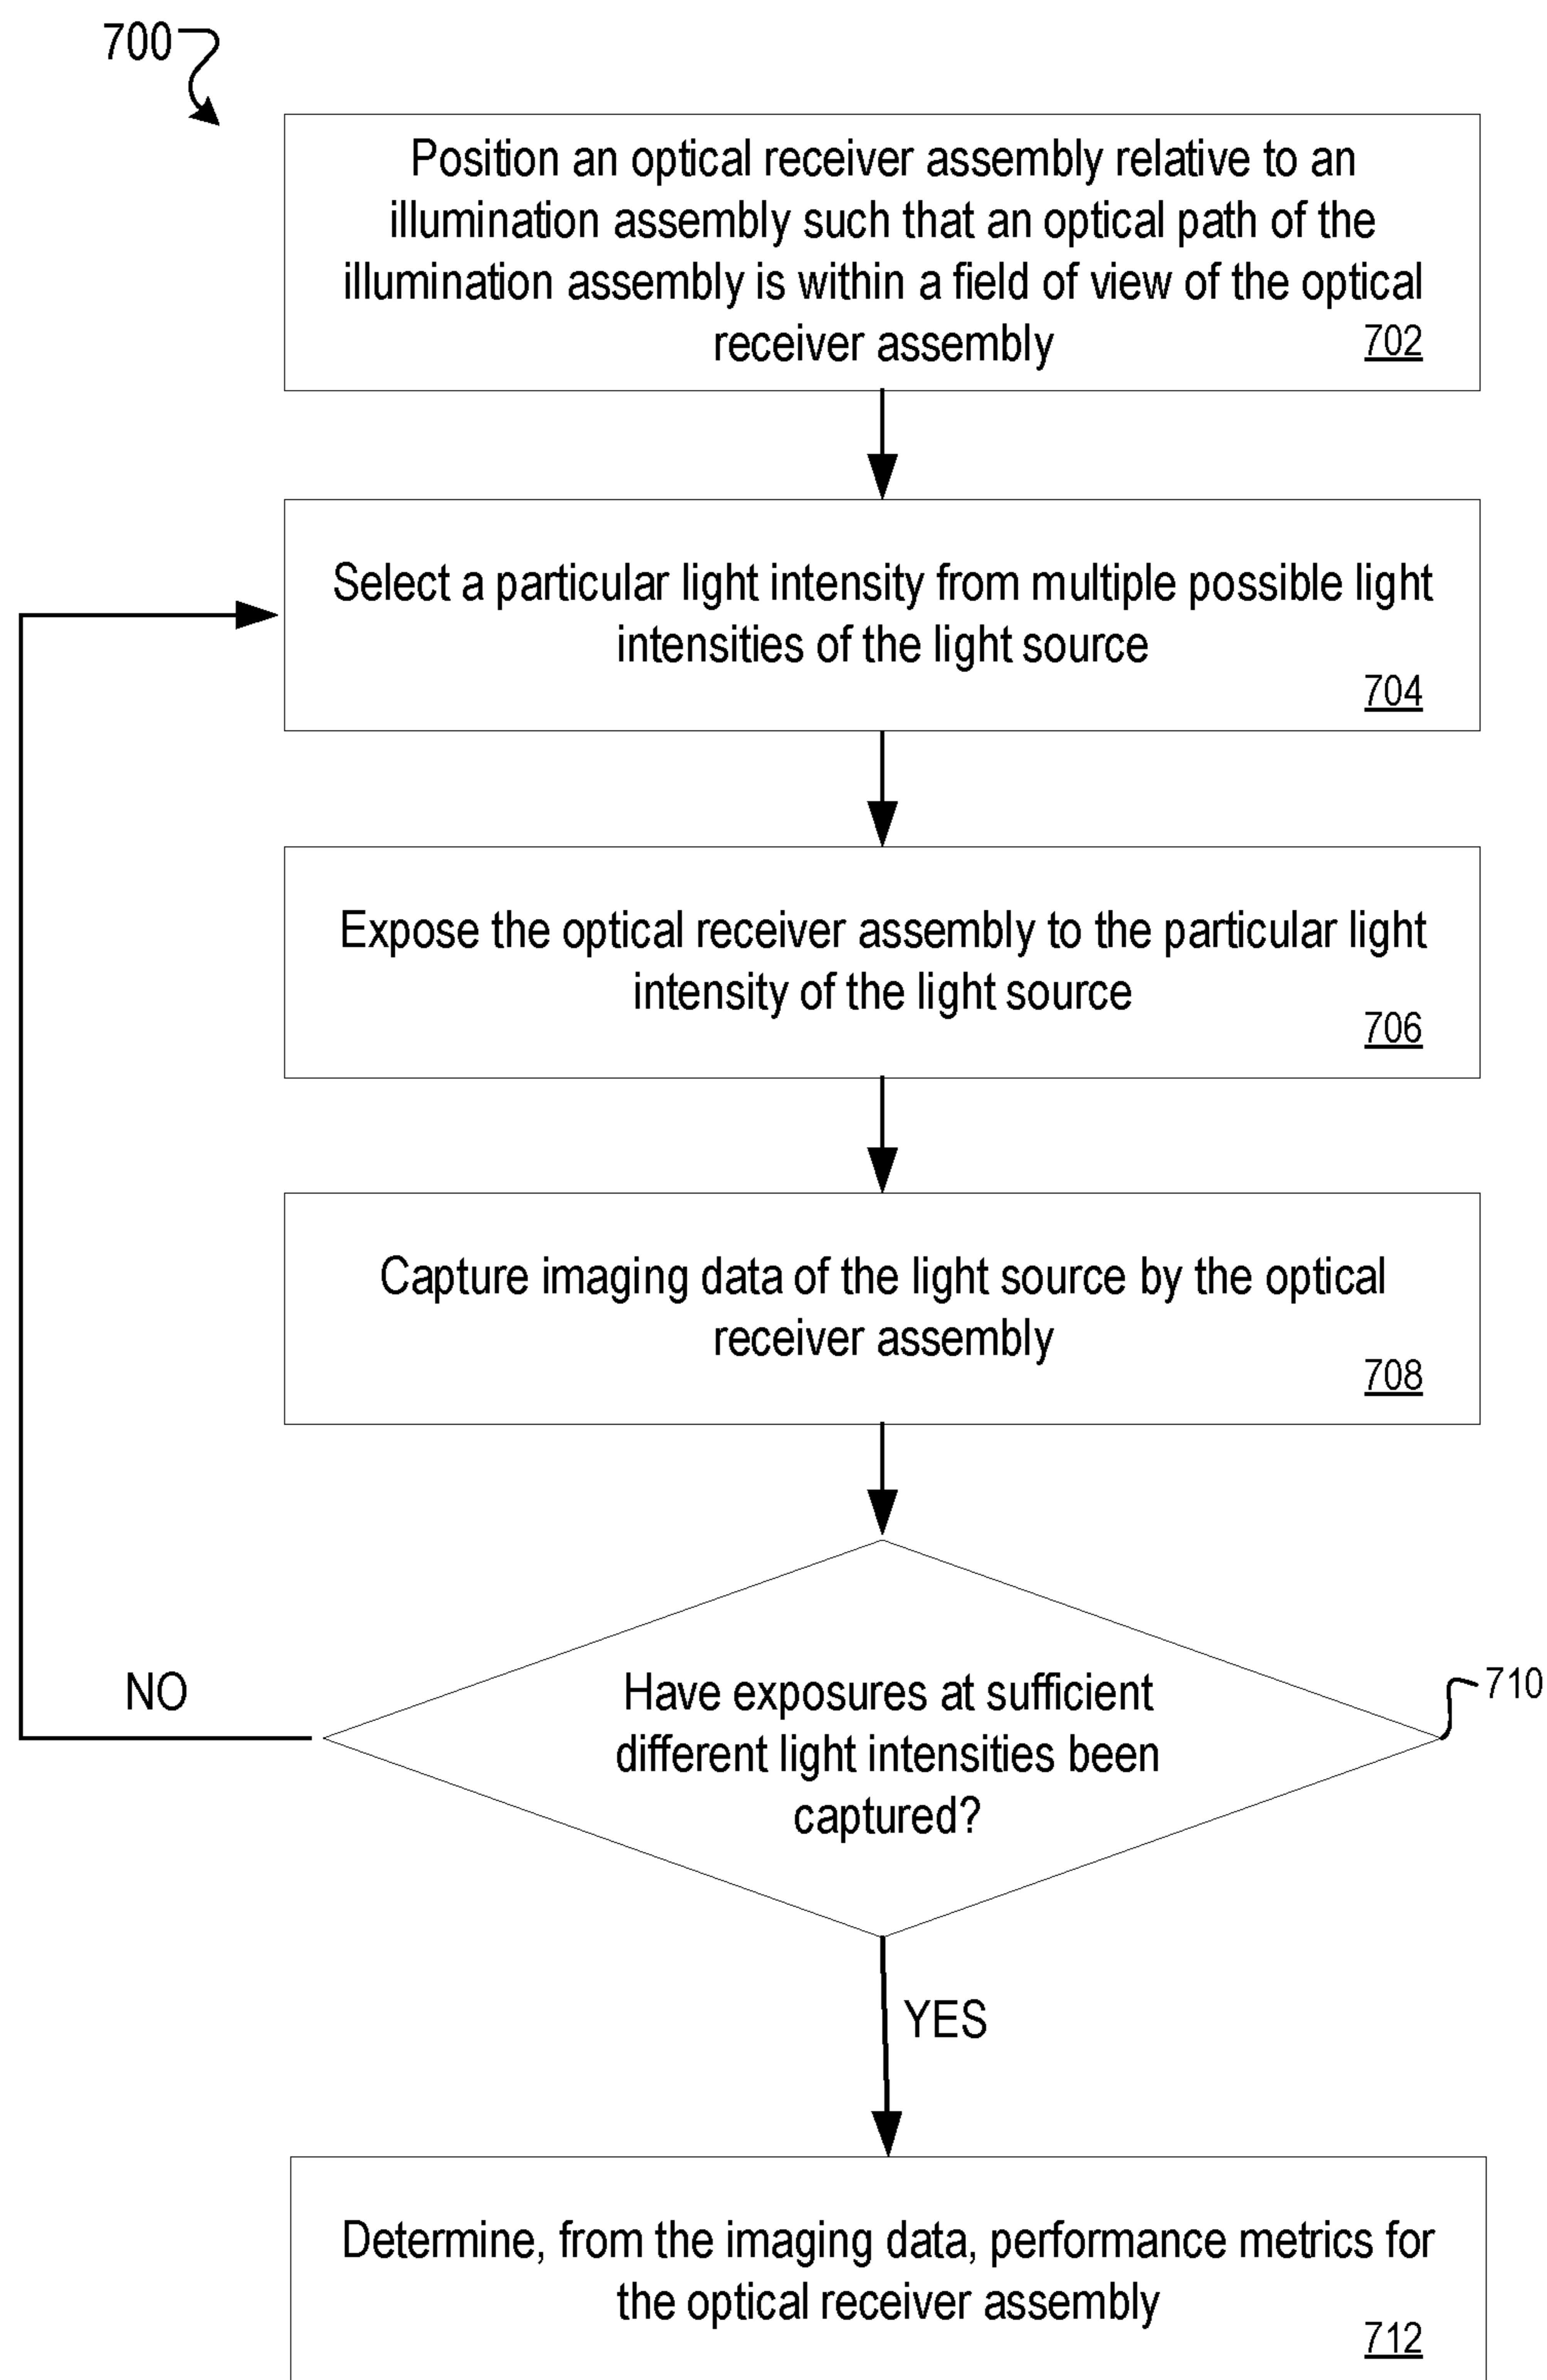 700
Position an optical receiver assembly relative to an
illumination assembly such that an optical path of the
illumination assembly is within a field of view of the optical
receiver assembly
702
Select a particular light intensity from multiple possible light
intensities of the light source
704
Expose the optical receiver assembly to the particular light
intensity of the light source
706
Capture imaging data of the light source by the optical
receiver assembly
708
Have exposures at sufficient
different light intensities been
captured?
710
NO
YES
Determine, from the imaging data, performance metrics for
the optical receiver assembly
712